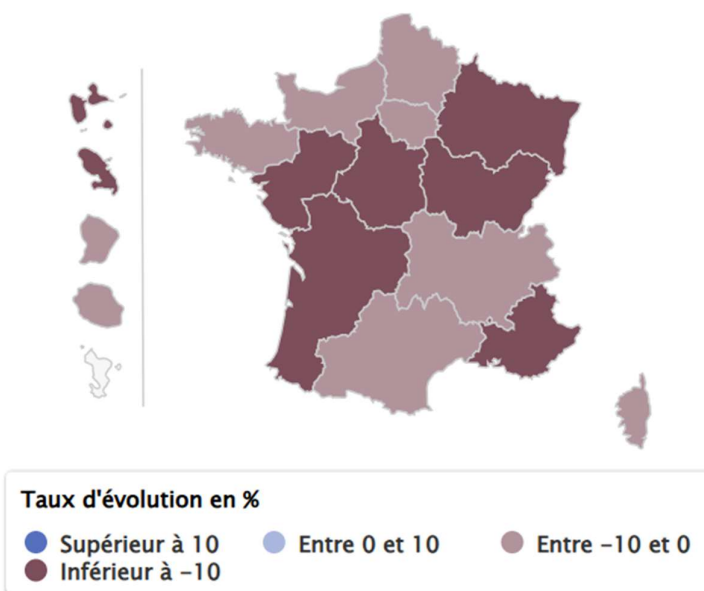 Taux d'évolution en %
Supérieur à 10 Entre 0 et 10 Entre −10 et 0
Inférieur à −10